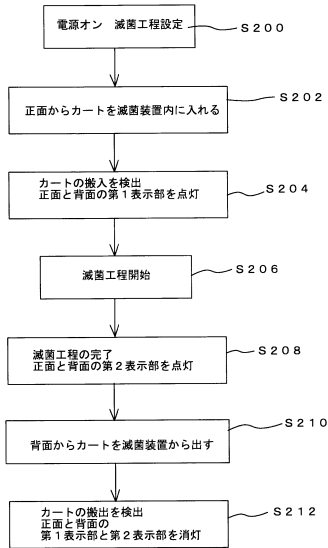 電源オン　滅菌工程設定
S200
正面からカートを滅菌装置内に入れる
S202
カートの搬入を検出
正面と背面の第1表示部を点灯
S204
滅菌工程開始
S206
滅菌工程の完了
正面と背面の第2表示部を点灯
S208
背面からカートを滅菌装置から出す
S210
カートの搬出を検出
正面と背面の
第1表示部と第2表示部を消灯
S212